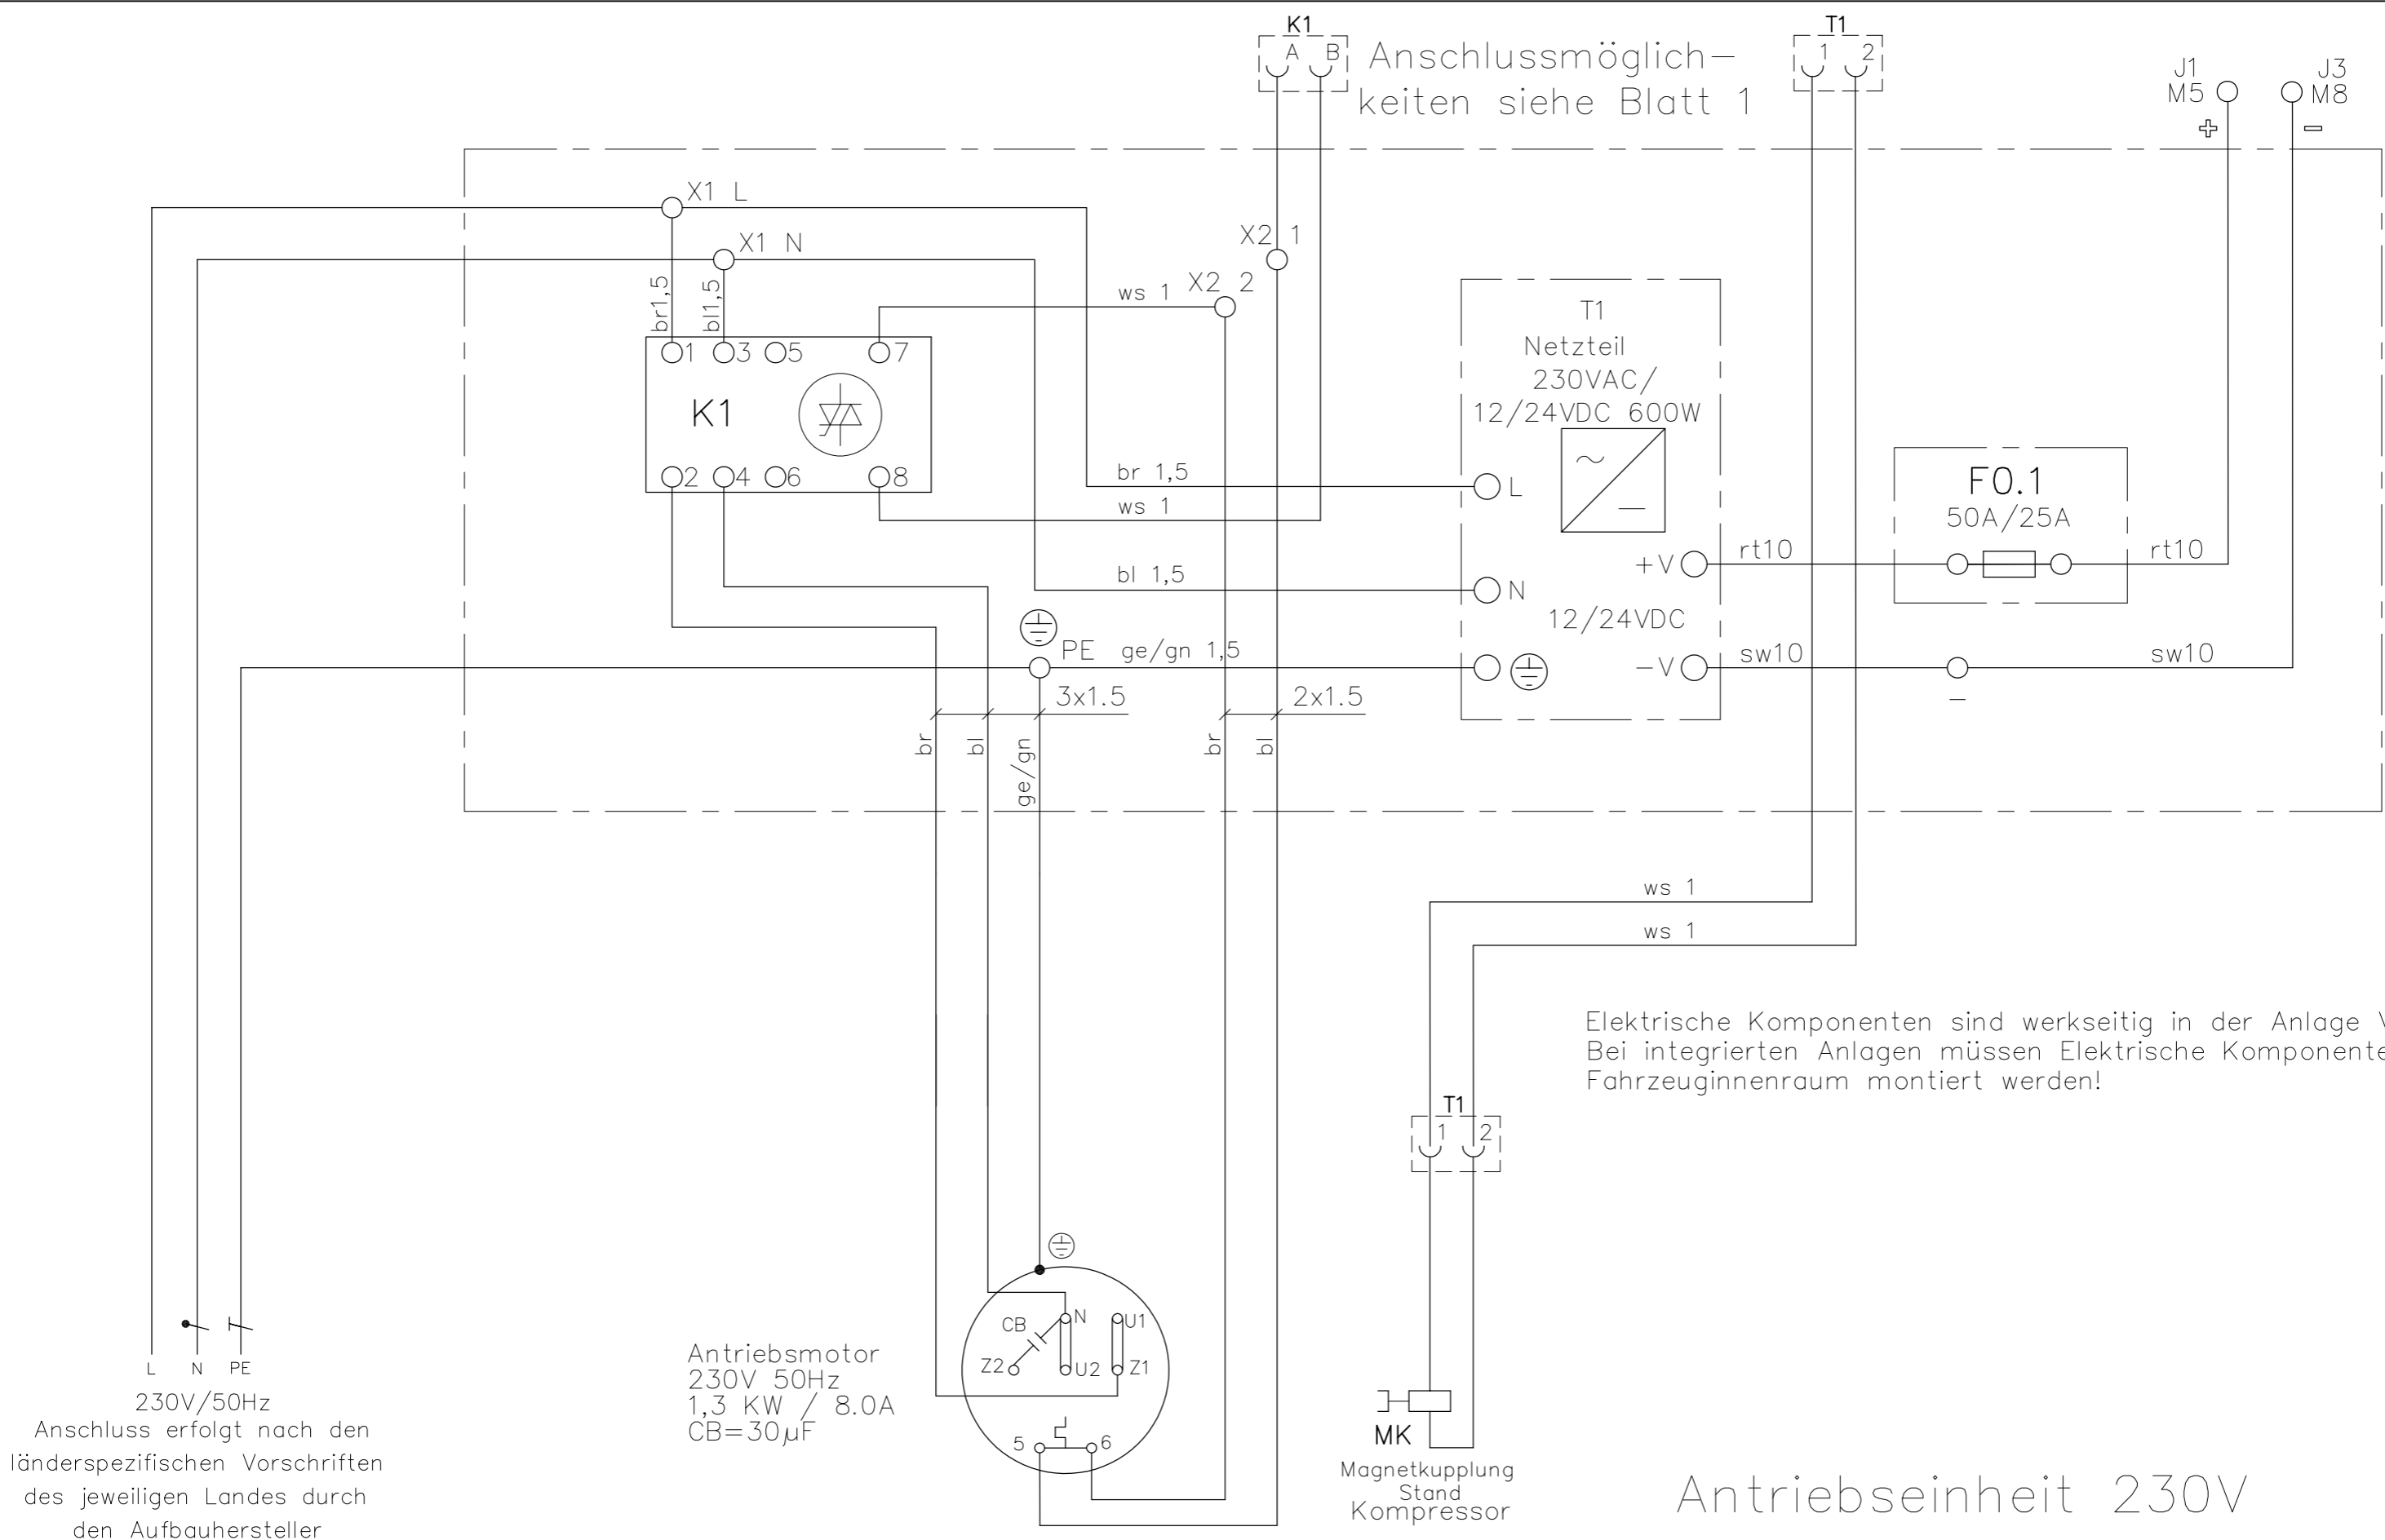 K1
A B
Anschlussmöglich-
keiten siehe Blatt 1
T1
1 2
J1
M5
J3
M8
+
-
X1 L
X1 N
X2 1
X2 2
br1,5
bl1,5
ws 1
1 3 5 7
K1
2 4 6 8
T1
Netzteil
230VAC/
12/24VDC 600W
~
—
br 1,5
L
ws 1
bl 1,5
N
+V
rt10
F0.1
50A/25A
rt10
12/24VDC
PE
ge/gn 1,5
-V
sw10
sw10
-
3x1.5
2x1.5
br
bl
ge/gn
br
bl
ws 1
ws 1
Elektrische Komponenten sind werkseitig in der Anlage
Bei integrierten Anlagen müssen Elektrische
Fahrzeuginnenraum montiert werden!
T1
1 2
L N PE
230V/50Hz
Anschluss erfolgt nach den
länderspezifischen Vorschriften
des jeweiligen Landes durch
den Aufbauhersteller
Antriebsmotor
230V 50Hz
1,3 KW / 8.0A
CB=30µF
CB
N
U1
Z2
U2
Z1
5
6
MK
Magnetkupplung
Stand
Kompressor
Antriebseinheit 230V